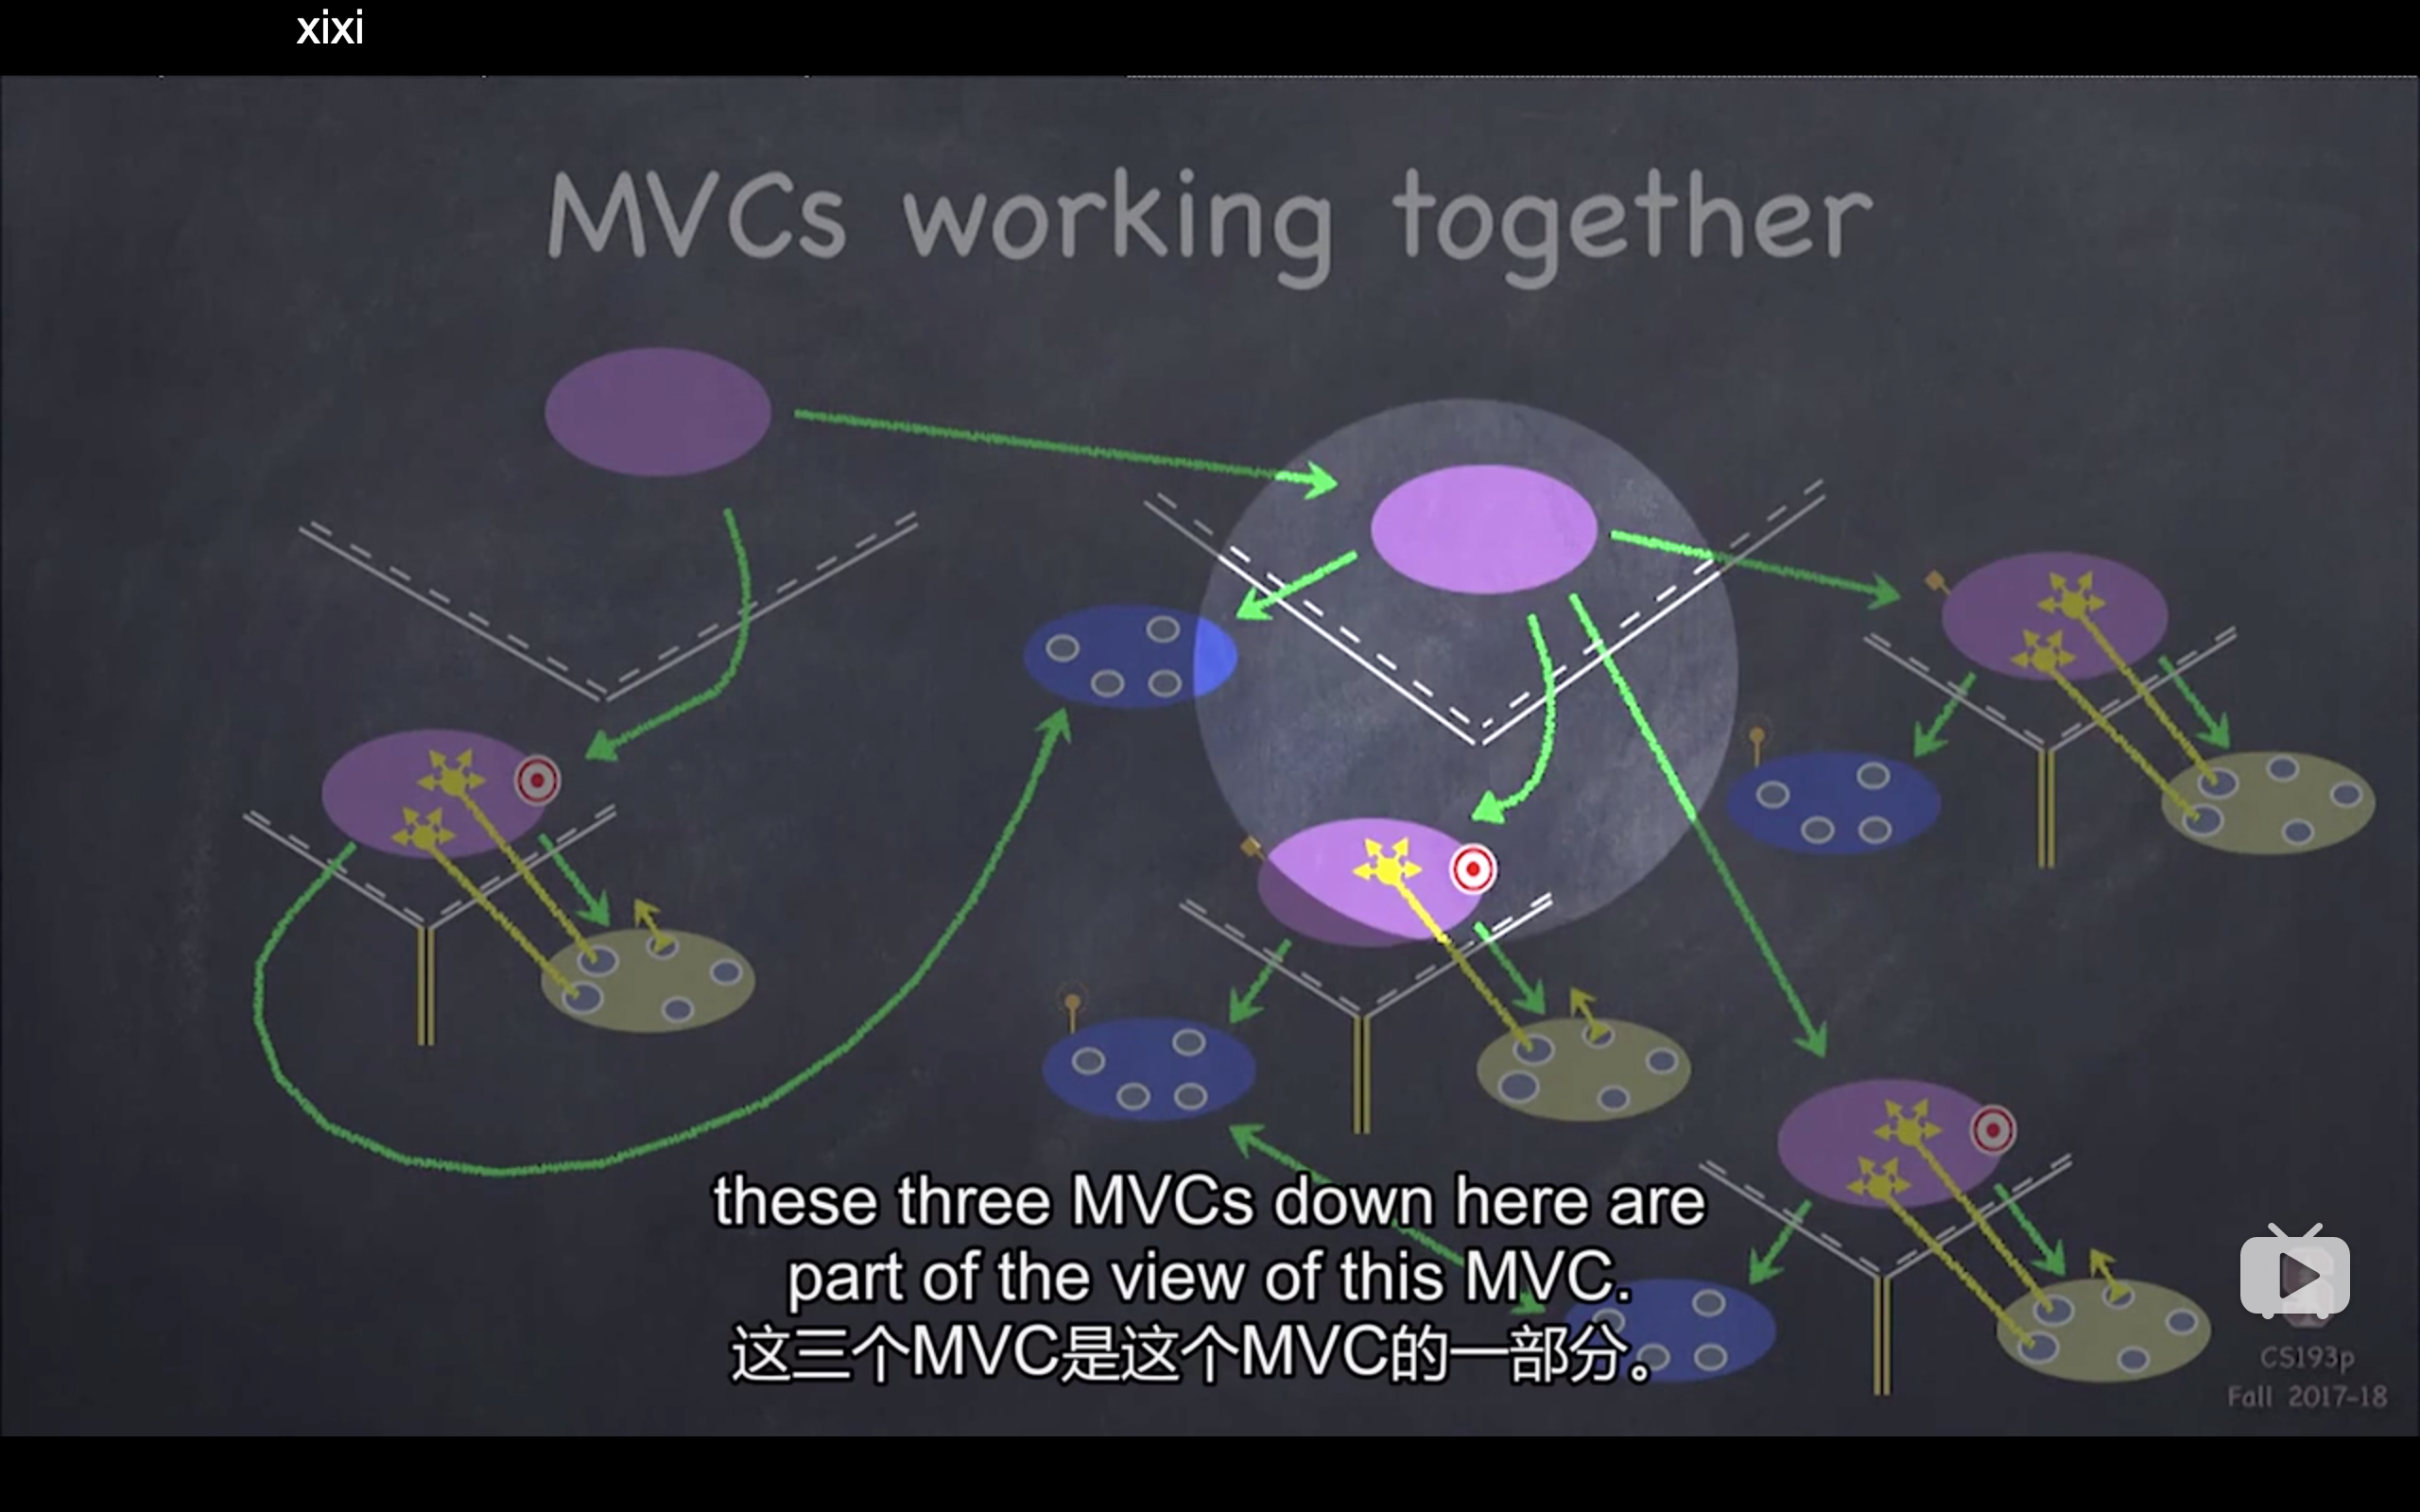 xixi
MVCs working together
these three MVCs down here are
part of the view of this MVC.
这三个MVC是这个MVC的一部分。
CS193p
Fall 2017-18